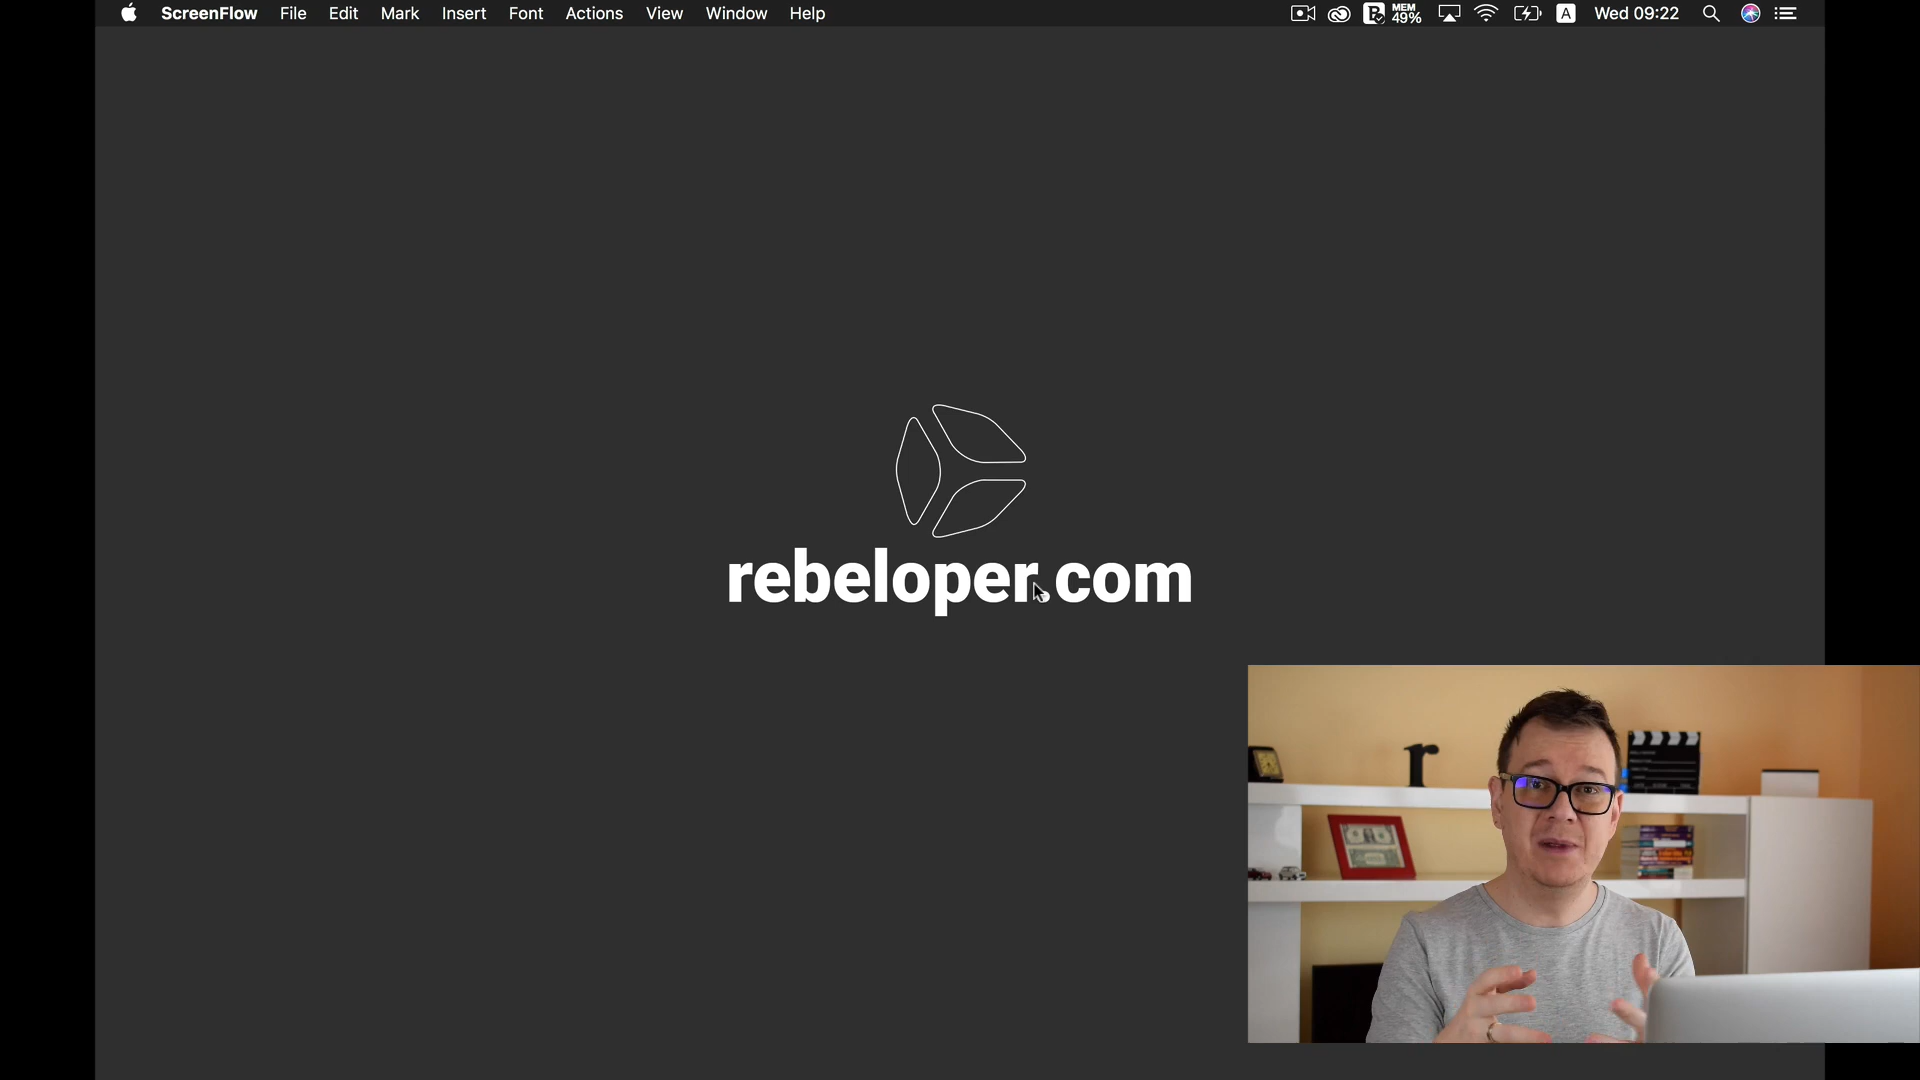 ScreenFlow File Edit Mark Insert Font Actions View Window Help MEM 49% A Wed 09:22
rebeloper.com
r